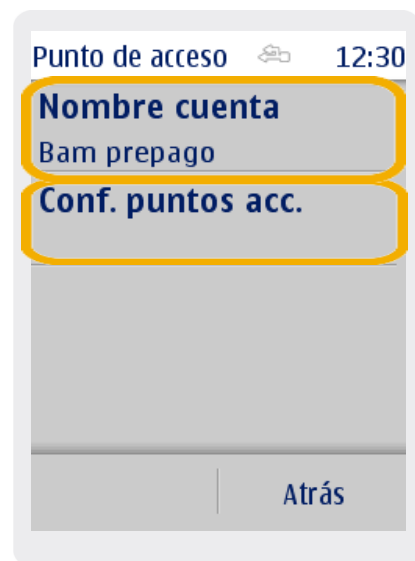 Punto de acceso 12:30
Nombre cuenta
Bam prepago
Conf. puntos acc.
Atrás